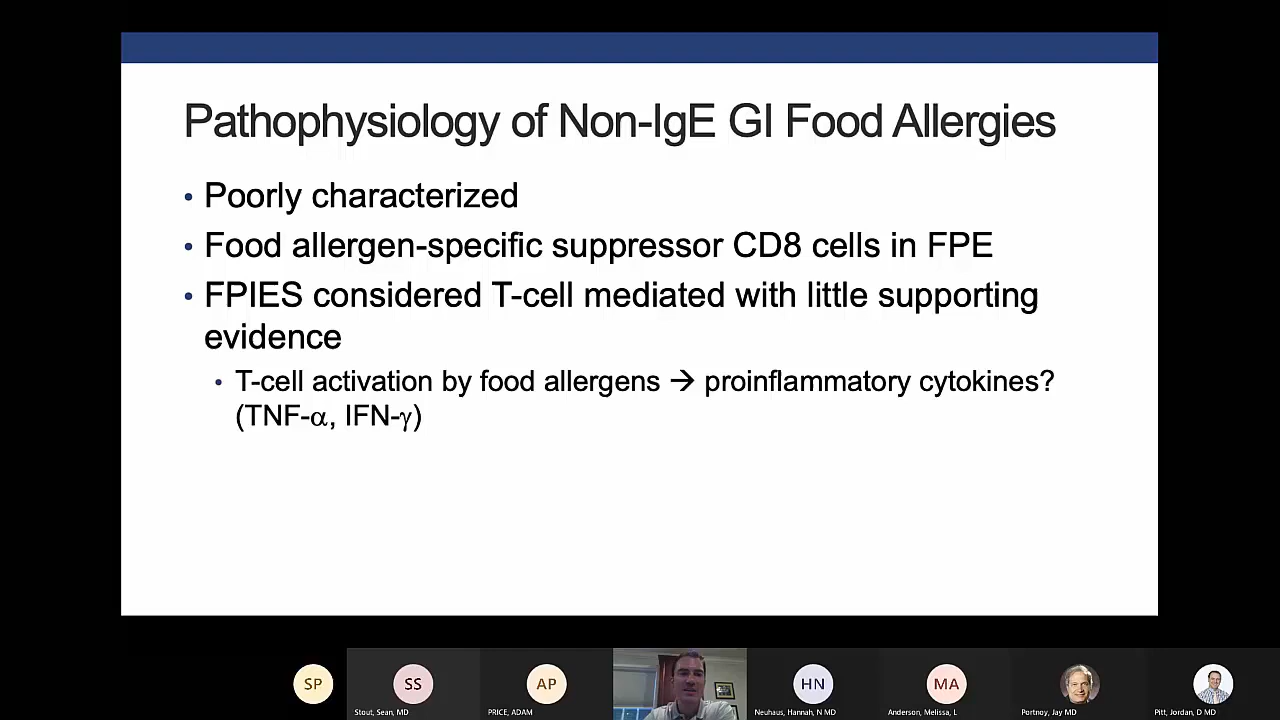 Pathophysiology of Non-IgE GI Food Allergies
• Poorly characterized
• Food allergen-specific suppressor CD8 cells in FPE
• FPIES considered T-cell mediated with little supporting
evidence
• T-cell activation by food allergens → proinflammatory cytokines?
(TNF-α, IFN-γ)
SP
SS
AP
HN
MA
Stout, Sean, MD
PRICE, ADAM
Neuhaus, Hannah, N MD
Anderson, Melissa, L
Portnoy, Jay MD
Pitt, Jordan, D MD